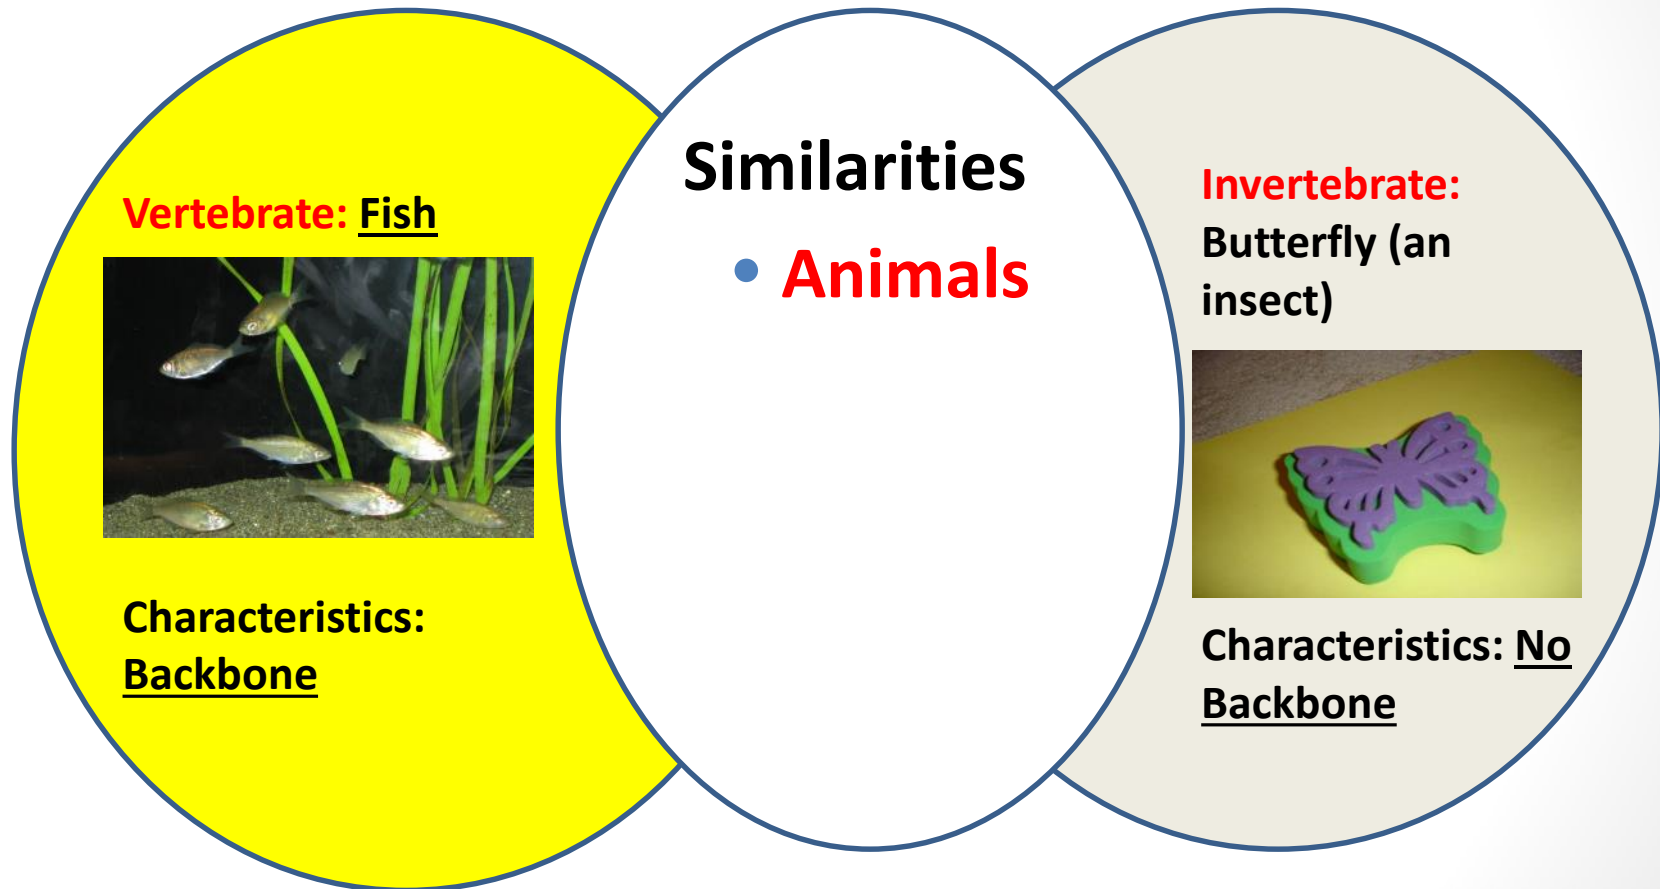 Vertebrate: Fish
Characteristics:
Backbone
Similarities
• Animals
Invertebrate:
Butterfly (an
insect)
Characteristics: No
Backbone